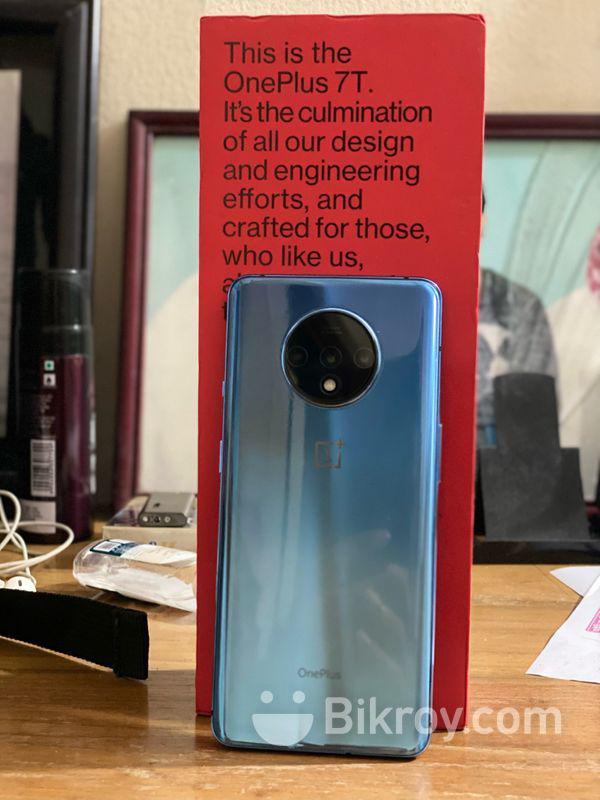 This is the
OnePlus 7T.
It's the culmination
of all our design
and engineering
efforts, and
crafted for those,
who like us,
OnePlus
Bikroy.com